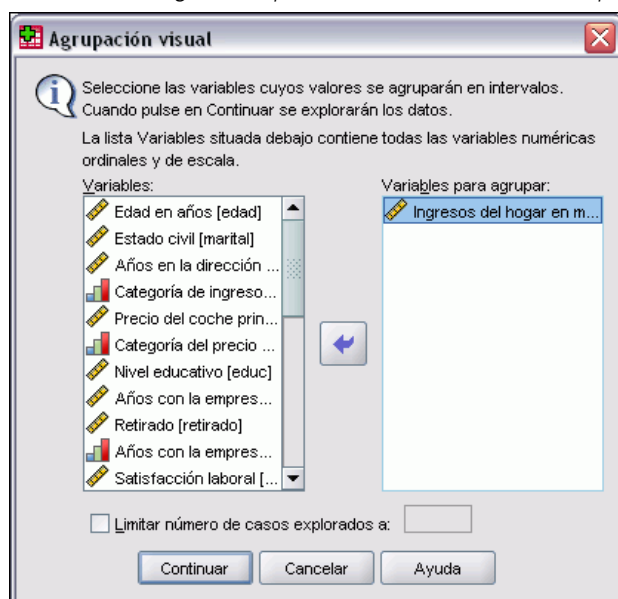 Agrupación visual
Seleccione las variables cuyos valores se agruparán en intervalos.
Cuando pulse en Continuar se explorarán los datos.
La lista Variables situada debajo contiene todas las variables numéricas
ordinales y de escala.
Variables:
Edad en años [edad]
Estado civil [marital]
Años en la dirección ...
Categoría de ingreso...
Precio del coche prin...
Categoría del precio ...
Nivel educativo [educ]
Años con la empres...
Retirado [retirado]
Años con la empres...
Satisfacción laboral [...
Variables para agrupar:
Ingresos del hogar en m...
Limitar número de casos explorados a:
Continuar
Cancelar
Ayuda